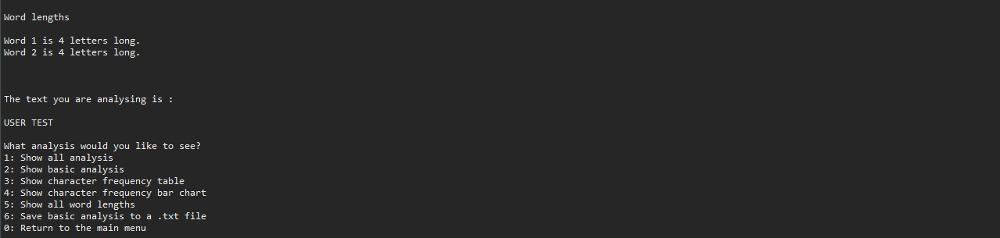 Word lengths
Word 1 is 4 letters long.
Word 2 is 4 letters long.
The text you are analysing is :
USER TEST
What analysis would you like to see?
1: Show all analysis
2: Show basic analysis
3: Show character frequency table
4: Show character frequency bar chart
5: Show all word lengths
6: Save basic analysis to a .txt file
0: Return to the main menu